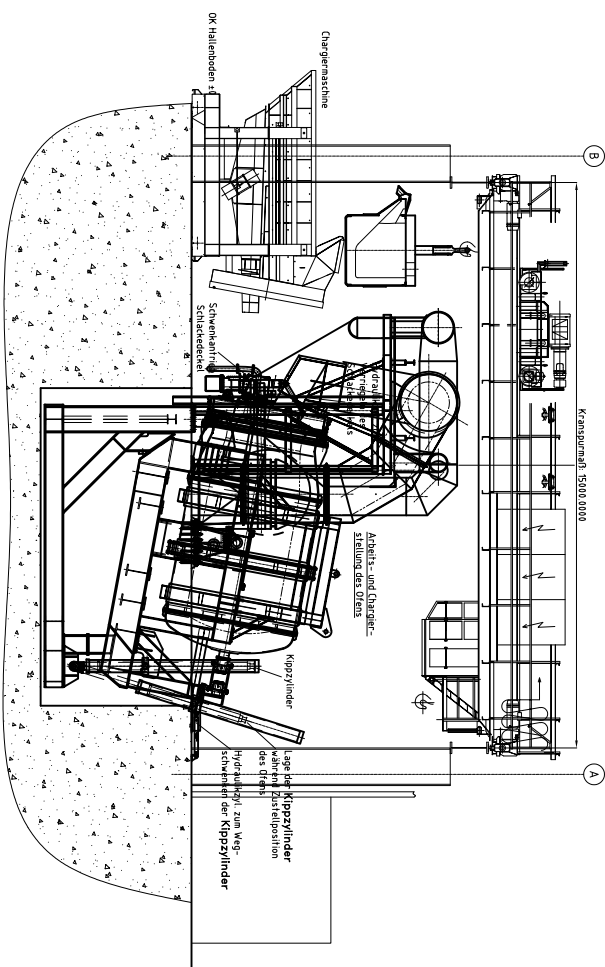 B
Kranspurmaß: 15000.0000
A
Chargiermaschine
OK Hallenboden ±0
Schwenkantrie
Schlackedeckel
Arbeits- und Chargier-
stellung des Ofens
Kippzylinder
Lage der Kippzylinder
während Zustellposition
des Ofens
Hydraulikzyl. zum Weg-
schwenken der Kippzylinder